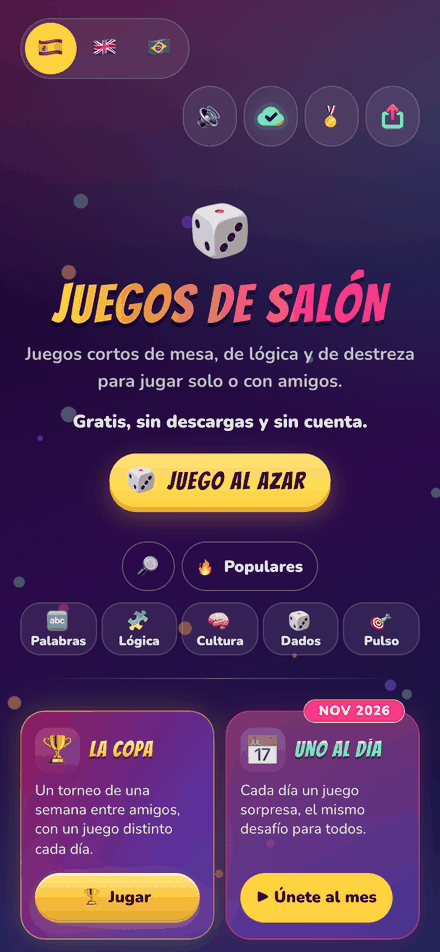 JUEGOS DE SALÓN
Juegos cortos de mesa, de lógica y de destreza
para jugar solo o con amigos.
Gratis, sin descargas y sin cuenta.
JUEGO AL AZAR
Populares
abc
Palabras
Lógica
Cultura
Dados
Pulso
LA COPA
Un torneo de una
semana entre amigos,
con un juego distinto
cada día.
Jugar
NOV 2026
JUL
17
UNO AL DÍA
Cada día un juego
sorpresa, el mismo
desafío para todos.
Únete al mes